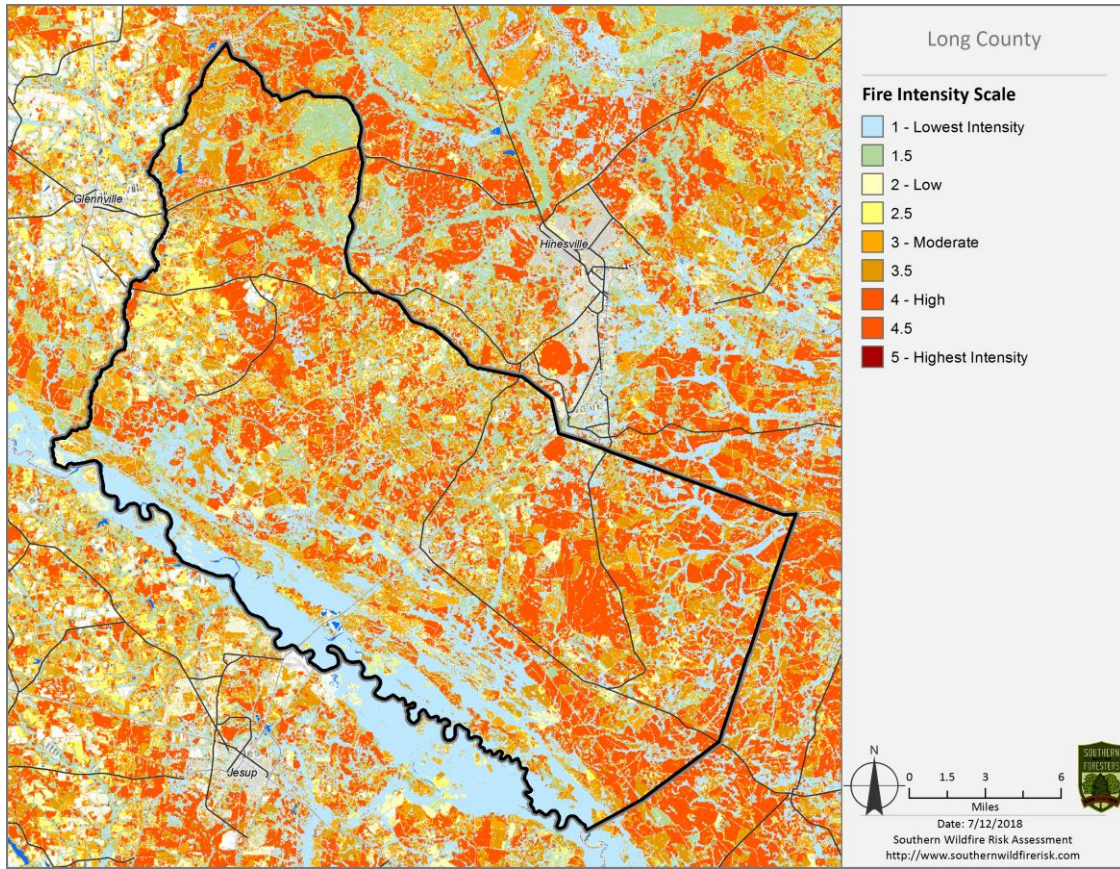 Long County
Fire Intensity Scale
1 - Lowest Intensity
1.5
2 - Low
2.5
3 - Moderate
3.5
4 - High
4.5
5 - Highest Intensity
Glennville
Hinesville
Jesup
N
0 1.5 3 6
Miles
SOUTHERN
FORESTERS
Date: 7/12/2018
Southern Wildfire Risk Assessment
http://www.southernwildfirerisk.com